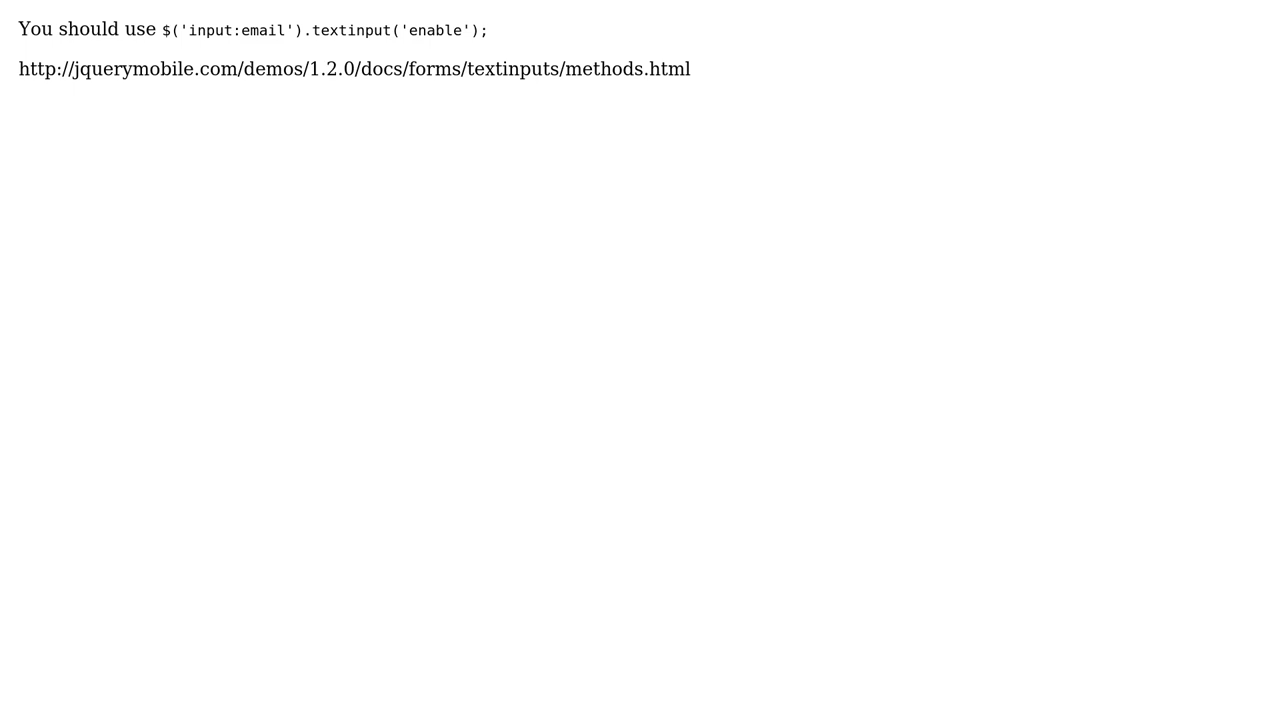 You should use $('input:email').textinput('enable');
http://jquerymobile.com/demos/1.2.0/docs/forms/textinputs/methods.html